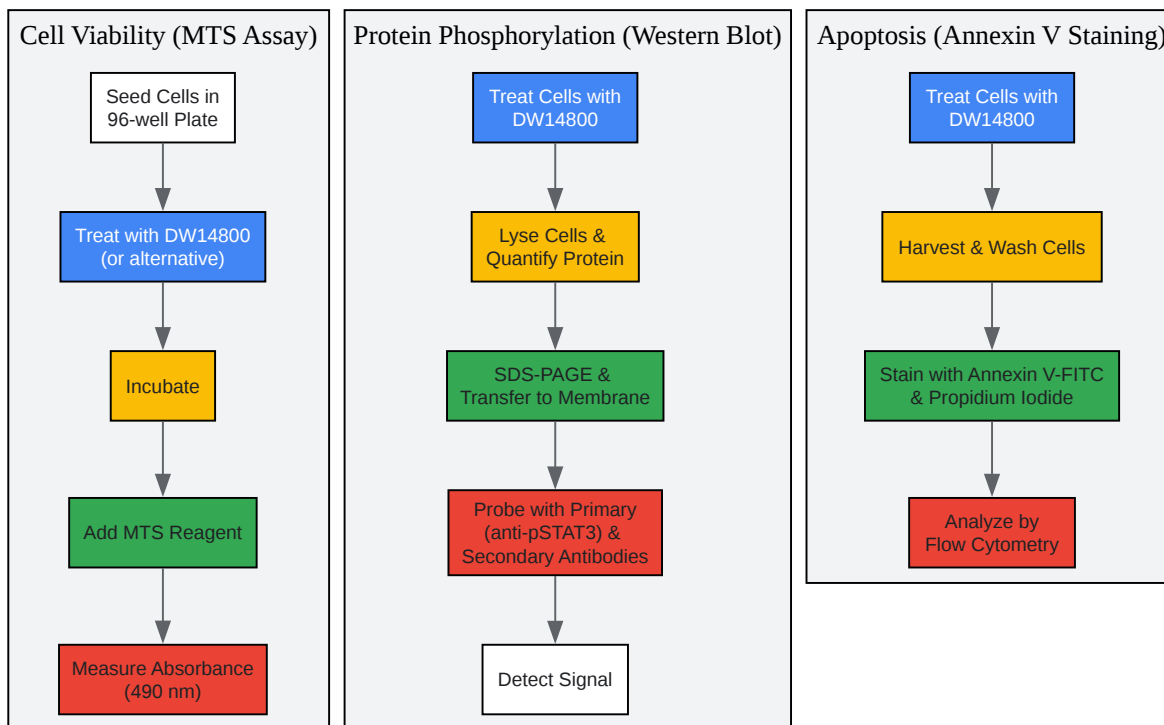 Cell Viability (MTS Assay)
Seed Cells in
96-well Plate
Treat with DW14800
(or alternative)
Incubate
Add MTS Reagent
Measure Absorbance
(490 nm)
Protein Phosphorylation (Western Blot)
Treat Cells with
DW14800
Lyse Cells &
Quantify Protein
SDS-PAGE &
Transfer to Membrane
Probe with Primary
(anti-pSTAT3) &
Secondary Antibodies
Detect Signal
Apoptosis (Annexin V Staining)
Treat Cells with
DW14800
Harvest & Wash Cells
Stain with Annexin V-FITC
& Propidium Iodide
Analyze by
Flow Cytometry